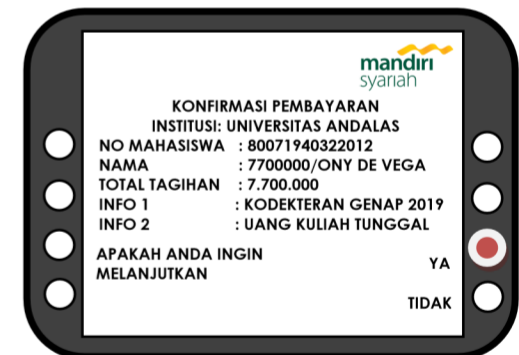 mandiri
syariah
KONFIRMASI PEMBAYARAN
INSTITUSI: UNIVERSITAS ANDALAS
NO MAHASISWA : 80071940322012
NAMA : 7700000/ONY DE VEGA
TOTAL TAGIHAN : 7.700.000
INFO 1 : KODEKTERAN GENAP 2019
INFO 2 : UANG KULIAH TUNGGAL
APAKAH ANDA INGIN
MELANJUTKAN
YA
TIDAK